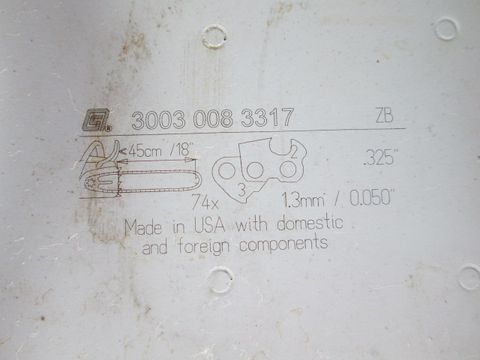 3003 008 3317 ZB
45cm / 18"
.325"
2
3
74x
1.3mm / 0.050"
Made in USA with domestic
and foreign components